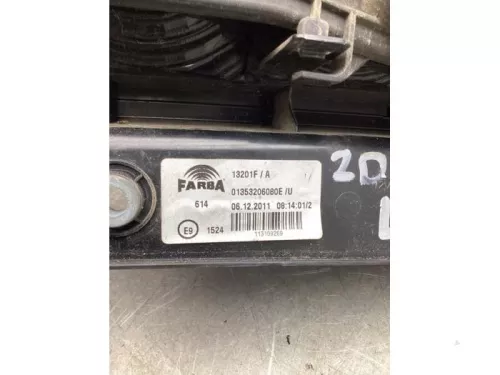 FARBA
13201F / A
01353206080E /U
614
06.12.2011 09:14:01/2
E9
1524
2D